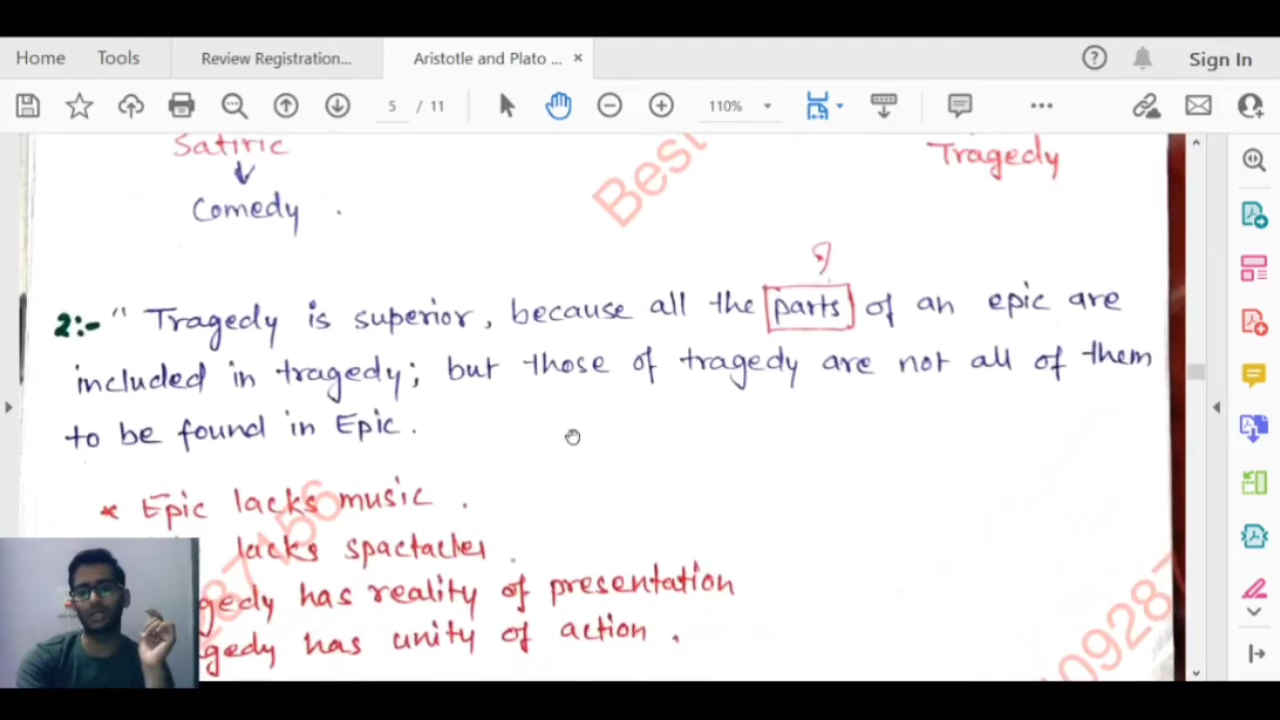 Home Tools Review Registration... Aristotle and Plato ... × Sign In
5 / 11 110%
Satiric
Tragedy
Comedy .
Best
2:- " Tragedy is superior, because all the parts of an epic are
included in tragedy; but those of tragedy are not all of them
to be found in Epic.
* Epic lacks music .
lacks spactacles .
gedy has reality of presentation
gedy has unity of action .
287156
109287